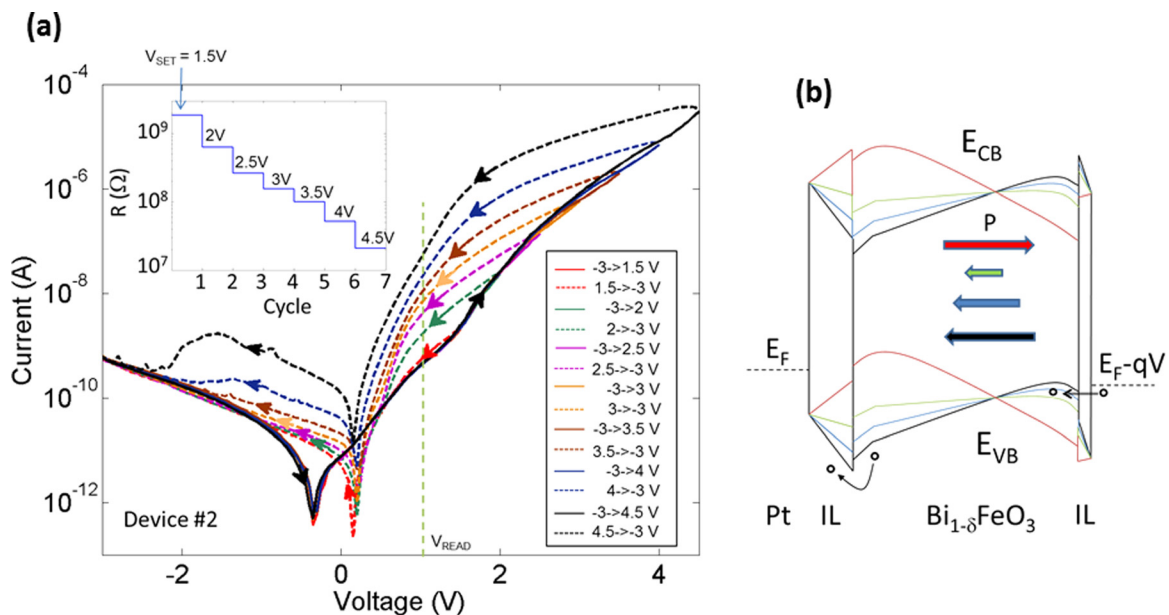 (a)
V_SET = 1.5V
10^-4
10^-6
10^-8
10^-10
10^-12
Current (A)
10^9
10^8
10^7
R (Ω)
2V
2.5V
3V
3.5V
4V
4.5V
1 2 3 4 5 6 7
Cycle
-3->1.5 V
1.5->-3 V
-3->2 V
2->-3 V
-3->2.5 V
2.5->-3 V
-3->3 V
3->-3 V
-3->3.5 V
3.5->-3 V
-3->4 V
4->-3 V
-3->4.5 V
4.5->-3 V
Device #2
V_READ
-2 0 2 4
Voltage (V)
(b)
E_CB
P
E_F
E_F-qV
E_VB
Pt IL Bi_1-δFeO_3 IL